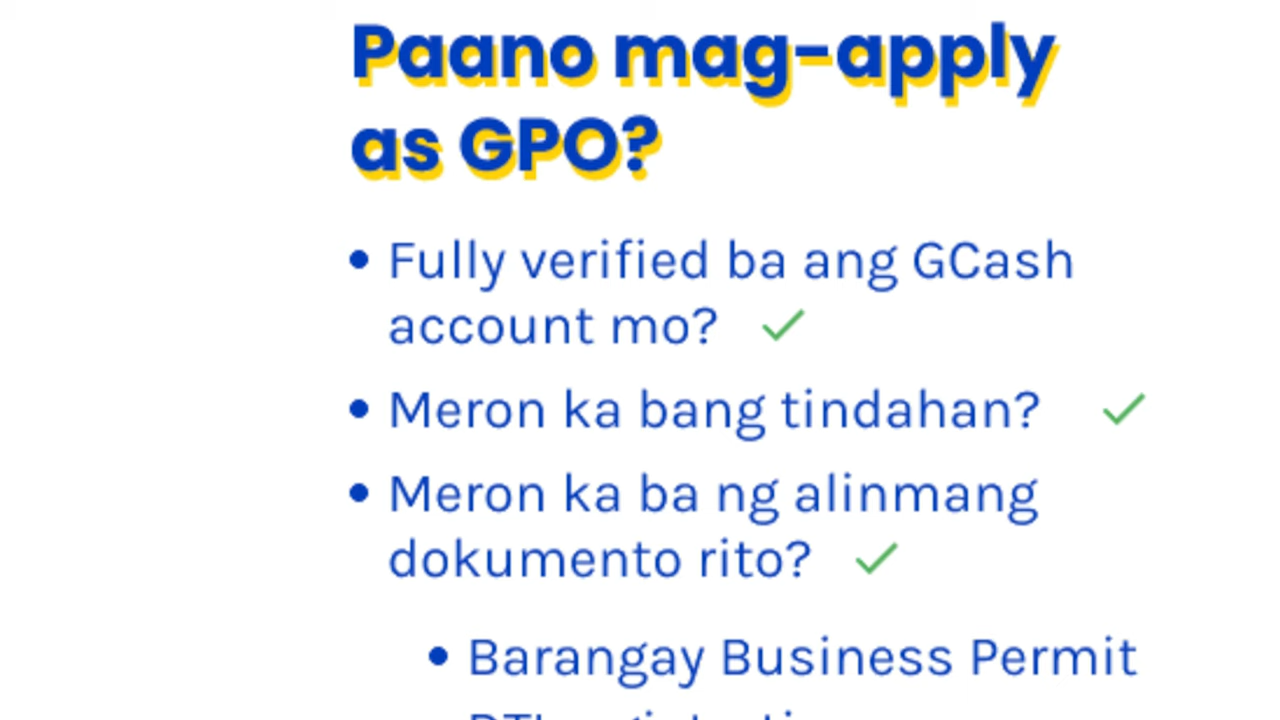 Paano mag-apply
as GPO?
• Fully verified ba ang GCash
account mo? ✓
• Meron ka bang tindahan? ✓
• Meron ka ba ng alinmang
dokumento rito? ✓
• Barangay Business Permit